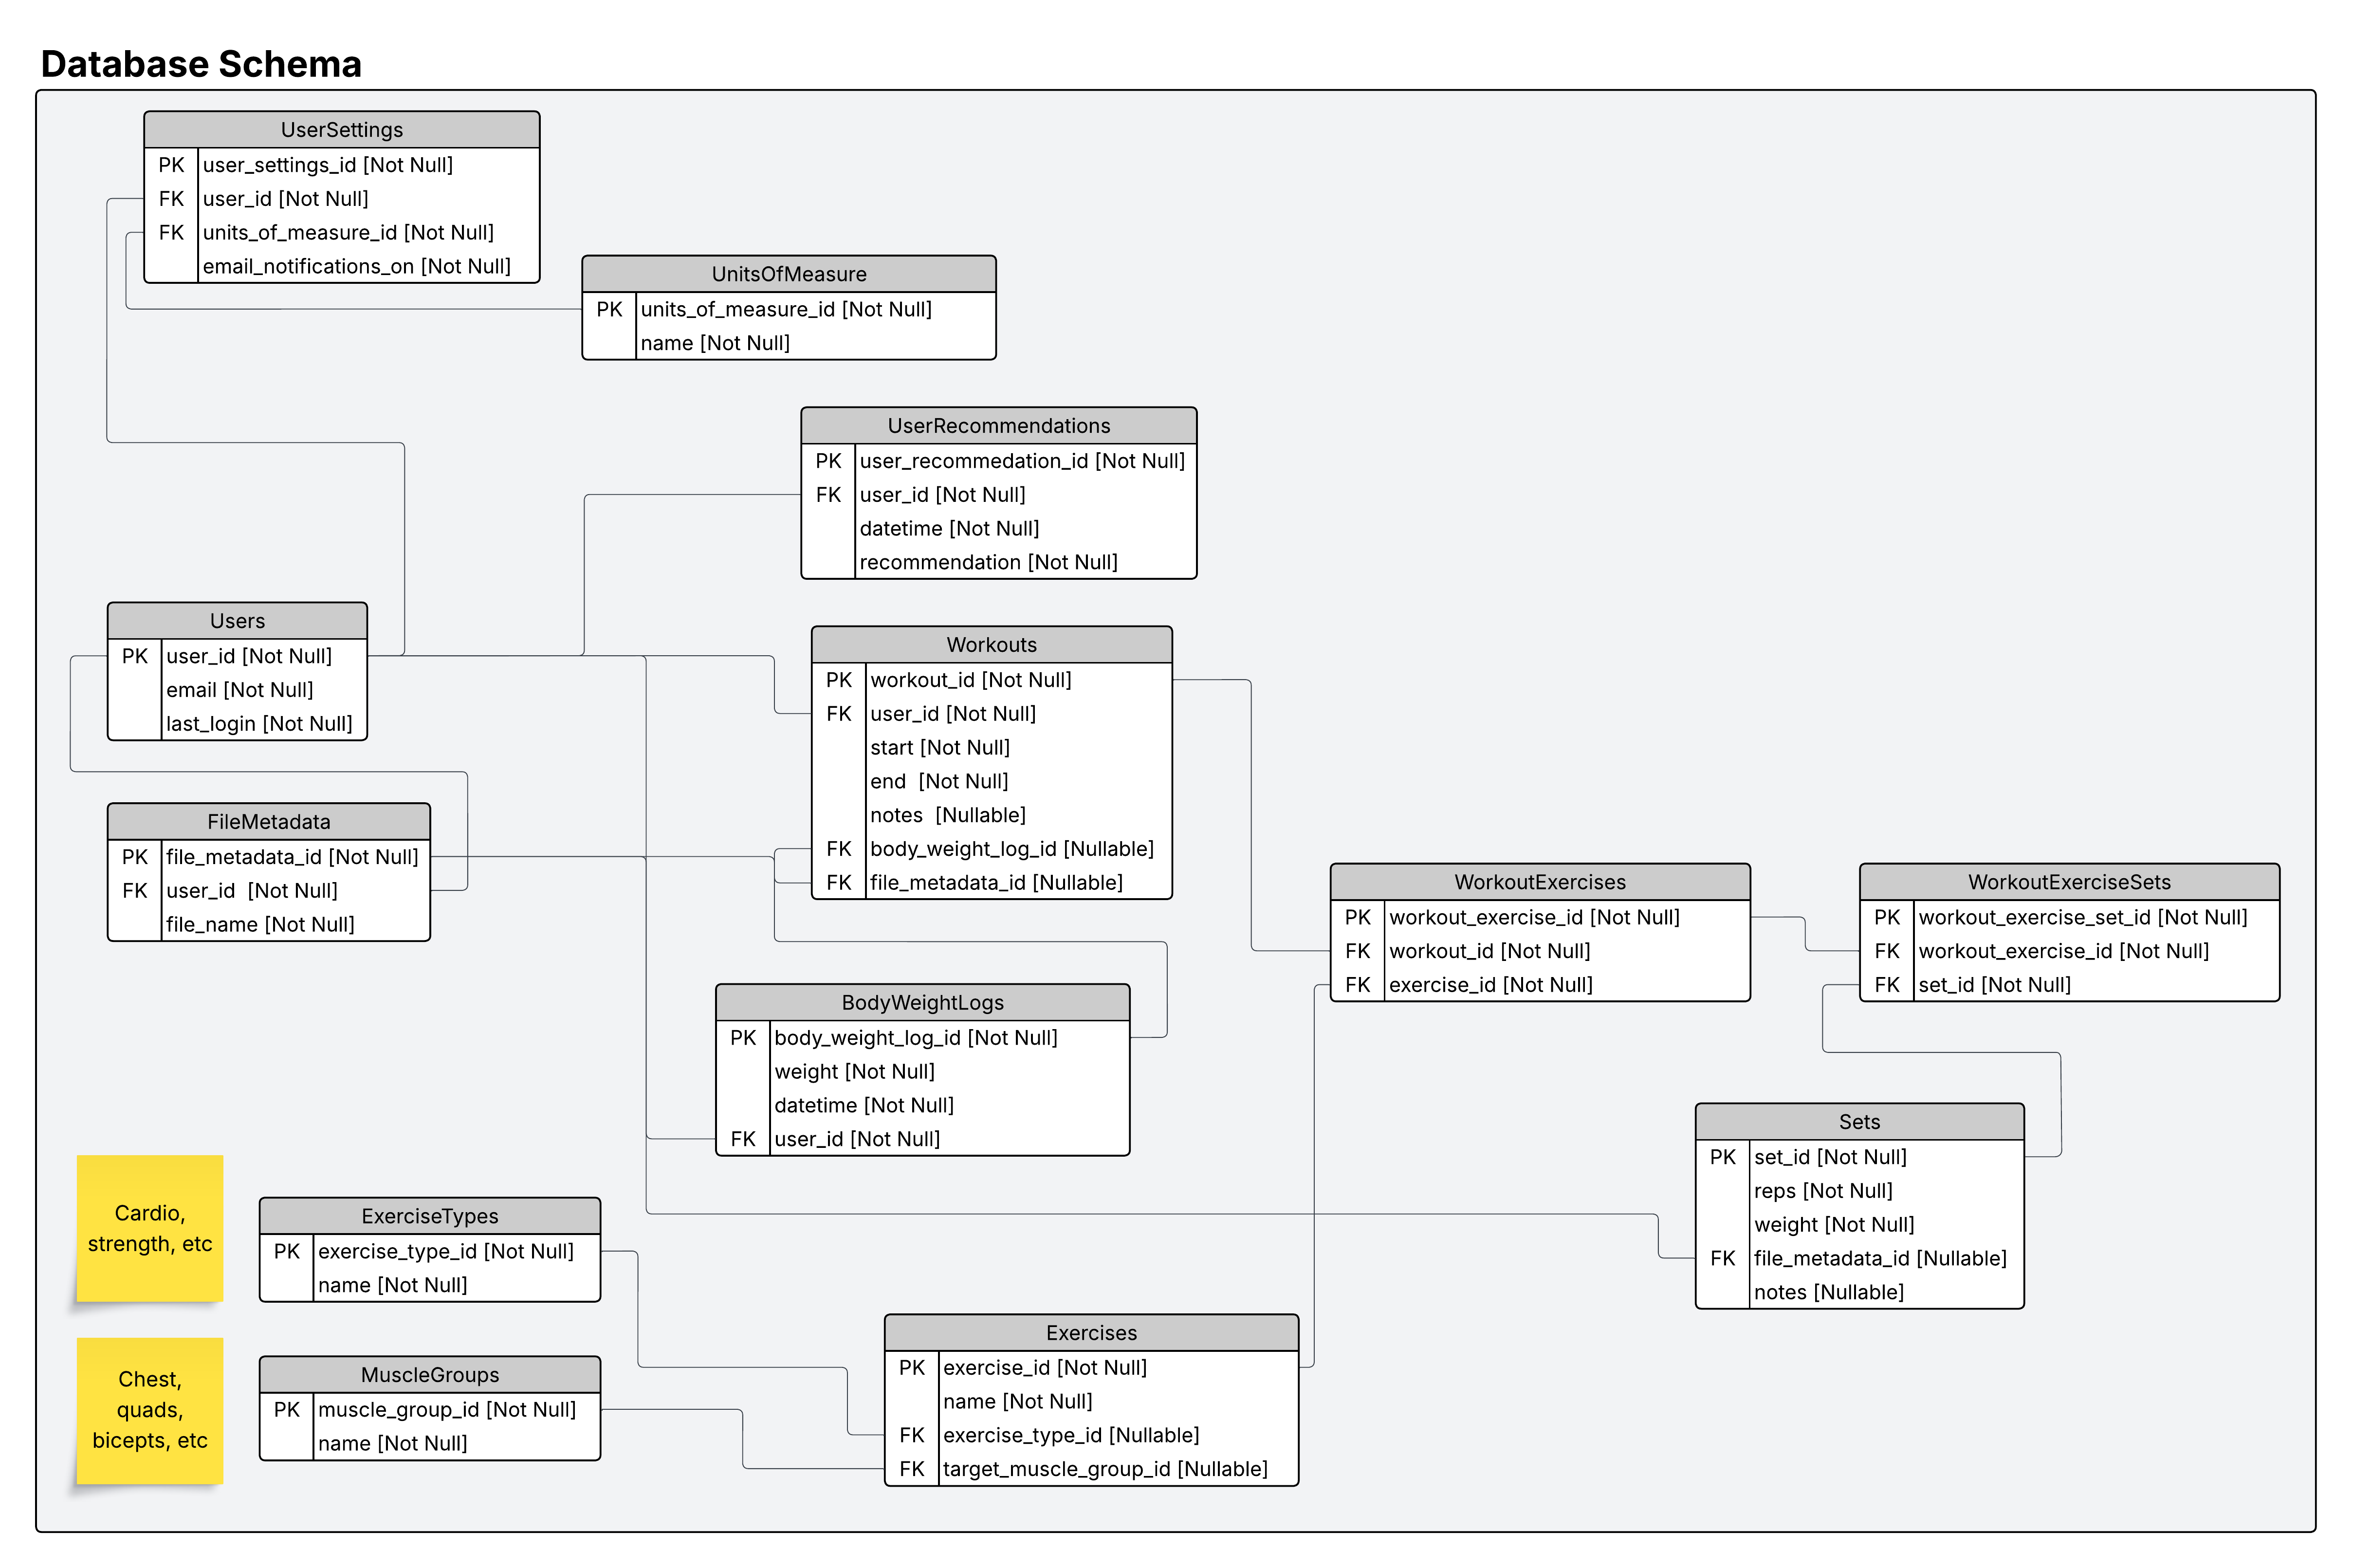 Database Schema
UserSettings
PK user_settings_id [Not Null]
FK user_id [Not Null]
FK units_of_measure_id [Not Null]
email_notifications_on [Not Null]
UnitsOfMeasure
PK units_of_measure_id [Not Null]
name [Not Null]
UserRecommendations
PK user_recommedation_id [Not Null]
FK user_id [Not Null]
datetime [Not Null]
recommendation [Not Null]
Users
PK user_id [Not Null]
email [Not Null]
last_login [Not Null]
Workouts
PK workout_id [Not Null]
FK user_id [Not Null]
start [Not Null]
end [Not Null]
notes [Nullable]
FK body_weight_log_id [Nullable]
FK file_metadata_id [Nullable]
FileMetadata
PK file_metadata_id [Not Null]
FK user_id [Not Null]
file_name [Not Null]
WorkoutExercises
PK workout_exercise_id [Not Null]
FK workout_id [Not Null]
FK exercise_id [Not Null]
WorkoutExerciseSets
PK workout_exercise_set_id [Not Null]
FK workout_exercise_id [Not Null]
FK set_id [Not Null]
BodyWeightLogs
PK body_weight_log_id [Not Null]
weight [Not Null]
datetime [Not Null]
FK user_id [Not Null]
Sets
PK set_id [Not Null]
reps [Not Null]
weight [Not Null]
FK file_metadata_id [Nullable]
notes [Nullable]
Cardio,
strength, etc
ExerciseTypes
PK exercise_type_id [Not Null]
name [Not Null]
Chest,
quads,
bicepts, etc
MuscleGroups
PK muscle_group_id [Not Null]
name [Not Null]
Exercises
PK exercise_id [Not Null]
name [Not Null]
FK exercise_type_id [Nullable]
FK target_muscle_group_id [Nullable]